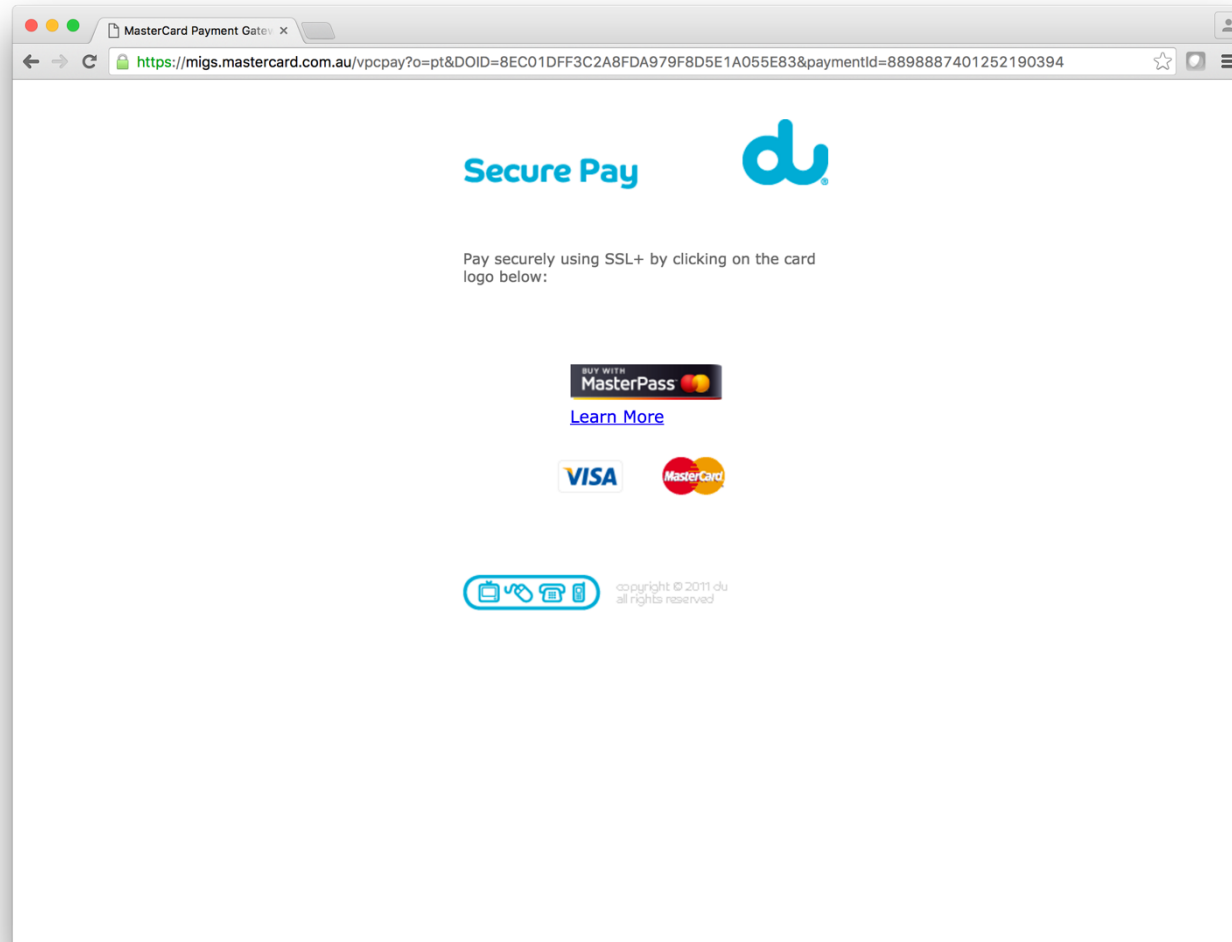 MasterCard Payment Gatew
https://migs.mastercard.com.au/vpcpay?o=pt&DOID=8EC01DFF3C2A8FDA979F8D5E1A055E83&paymentId=8898887401252190394
du
Secure Pay
Pay securely using SSL+ by clicking on the card
logo below:
BUY WITH
MasterPass
Learn More
VISA MasterCard
copyright © 2011 du
all rights reserved